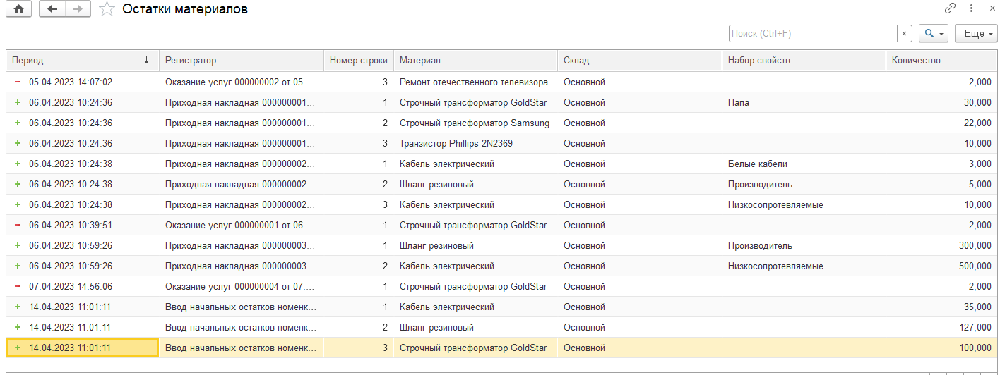 Остатки материалов
Поиск (Ctrl+F) × Еще
Период ↓ Регистратор Номер строки Материал Склад Набор свойств Количество
05.04.2023 14:07:02 Оказание услуг 000000002 от 05.... 3 Ремонт отечественного телевизора Основной 2,000
06.04.2023 10:24:36 Приходная накладная 000000001... 1 Строчный трансформатор GoldStar Основной Папа 30,000
06.04.2023 10:24:36 Приходная накладная 000000001... 2 Строчный трансформатор Samsung Основной 22,000
06.04.2023 10:24:36 Приходная накладная 000000001... 3 Транзистор Phillips 2N2369 Основной 10,000
06.04.2023 10:24:38 Приходная накладная 000000002... 1 Кабель электрический Основной Белые кабели 3,000
06.04.2023 10:24:38 Приходная накладная 000000002... 2 Шланг резиновый Основной Производитель 5,000
06.04.2023 10:24:38 Приходная накладная 000000002... 3 Кабель электрический Основной Низкосопротевляемые 10,000
06.04.2023 10:39:51 Оказание услуг 000000001 от 06.... 1 Строчный трансформатор GoldStar Основной 2,000
06.04.2023 10:59:26 Приходная накладная 000000003... 1 Шланг резиновый Основной Производитель 300,000
06.04.2023 10:59:26 Приходная накладная 000000003... 2 Кабель электрический Основной Низкосопротевляемые 500,000
07.04.2023 14:56:06 Оказание услуг 000000004 от 07.... 1 Строчный трансформатор GoldStar Основной 2,000
14.04.2023 11:01:11 Ввод начальных остатков номенк... 1 Кабель электрический Основной 35,000
14.04.2023 11:01:11 Ввод начальных остатков номенк... 2 Шланг резиновый Основной 127,000
14.04.2023 11:01:11 Ввод начальных остатков номенк... 3 Строчный трансформатор GoldStar Основной 100,000